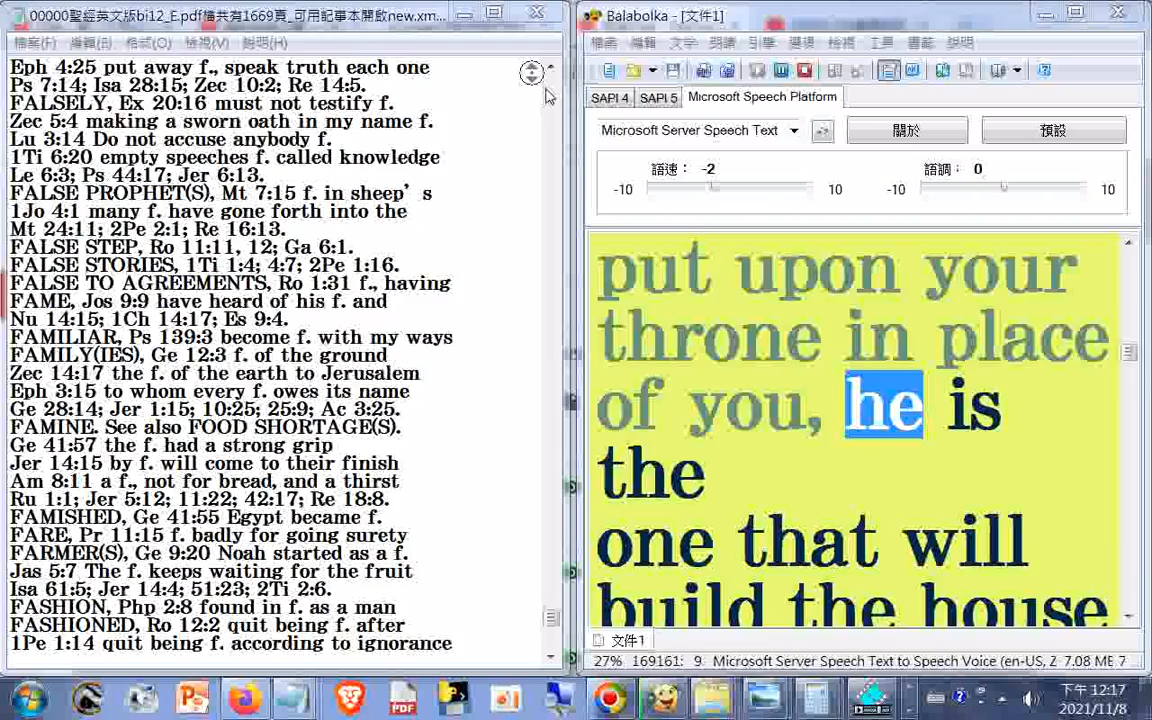 00000聖經英文版bi12_E.pdf檔共有1669頁_可用記事本開啟new.xm...
檔案(F) 編輯(E) 格式(O) 檢視(V) 說明(H)
Eph 4:25 put away f., speak truth each one
Ps 7:14; Isa 28:15; Zec 10:2; Re 14:5.
FALSELY, Ex 20:16 must not testify f.
Zec 5:4 making a sworn oath in my name f.
Lu 3:14 Do not accuse anybody f.
1Ti 6:20 empty speeches f. called knowledge
Le 6:3; Ps 44:17; Jer 6:13.
FALSE PROPHET(S), Mt 7:15 f. in sheep’s
1Jo 4:1 many f. have gone forth into the
Mt 24:11; 2Pe 2:1; Re 16:13.
FALSE STEP, Ro 11:11, 12; Ga 6:1.
FALSE STORIES, 1Ti 1:4; 4:7; 2Pe 1:16.
FALSE TO AGREEMENTS, Ro 1:31 f., having
FAME, Jos 9:9 have heard of his f. and
Nu 14:15; 1Ch 14:17; Es 9:4.
FAMILIAR, Ps 139:3 become f. with my ways
FAMILY(IES), Ge 12:3 f. of the ground
Zec 14:17 the f. of the earth to Jerusalem
Eph 3:15 to whom every f. owes its name
Ge 28:14; Jer 1:15; 10:25; 25:9; Ac 3:25.
FAMINE. See also FOOD SHORTAGE(S).
Ge 41:57 the f. had a strong grip
Jer 14:15 by f. will come to their finish
Am 8:11 a f., not for bread, and a thirst
Ru 1:1; Jer 5:12; 11:22; 42:17; Re 18:8.
FAMISHED, Ge 41:55 Egypt became f.
FARE, Pr 11:15 f. badly for going surety
FARMER(S), Ge 9:20 Noah started as a f.
Jas 5:7 The f. keeps waiting for the fruit
Isa 61:5; Jer 14:4; 51:23; 2Ti 2:6.
FASHION, Php 2:8 found in f. as a man
FASHIONED, Ro 12:2 quit being f. after
1Pe 1:14 quit being f. according to ignorance
Balabolka - [文件1]
檔案 編輯 文字 朗讀 引擎 選項 檢視 工具 書籤 說明
SAPI 4 SAPI 5 Microsoft Speech Platform
Microsoft Server Speech Text 關於 預設
語速： -2 語調： 0
-10 10 -10 10
put upon your
throne in place
of you, he is
the
one that will
build the house
文件1
27% 169161: 9 Microsoft Server Speech Text to Speech Voice (en-US, Z 7.08 ME 7
PDF
下午 12:17
2021/11/8